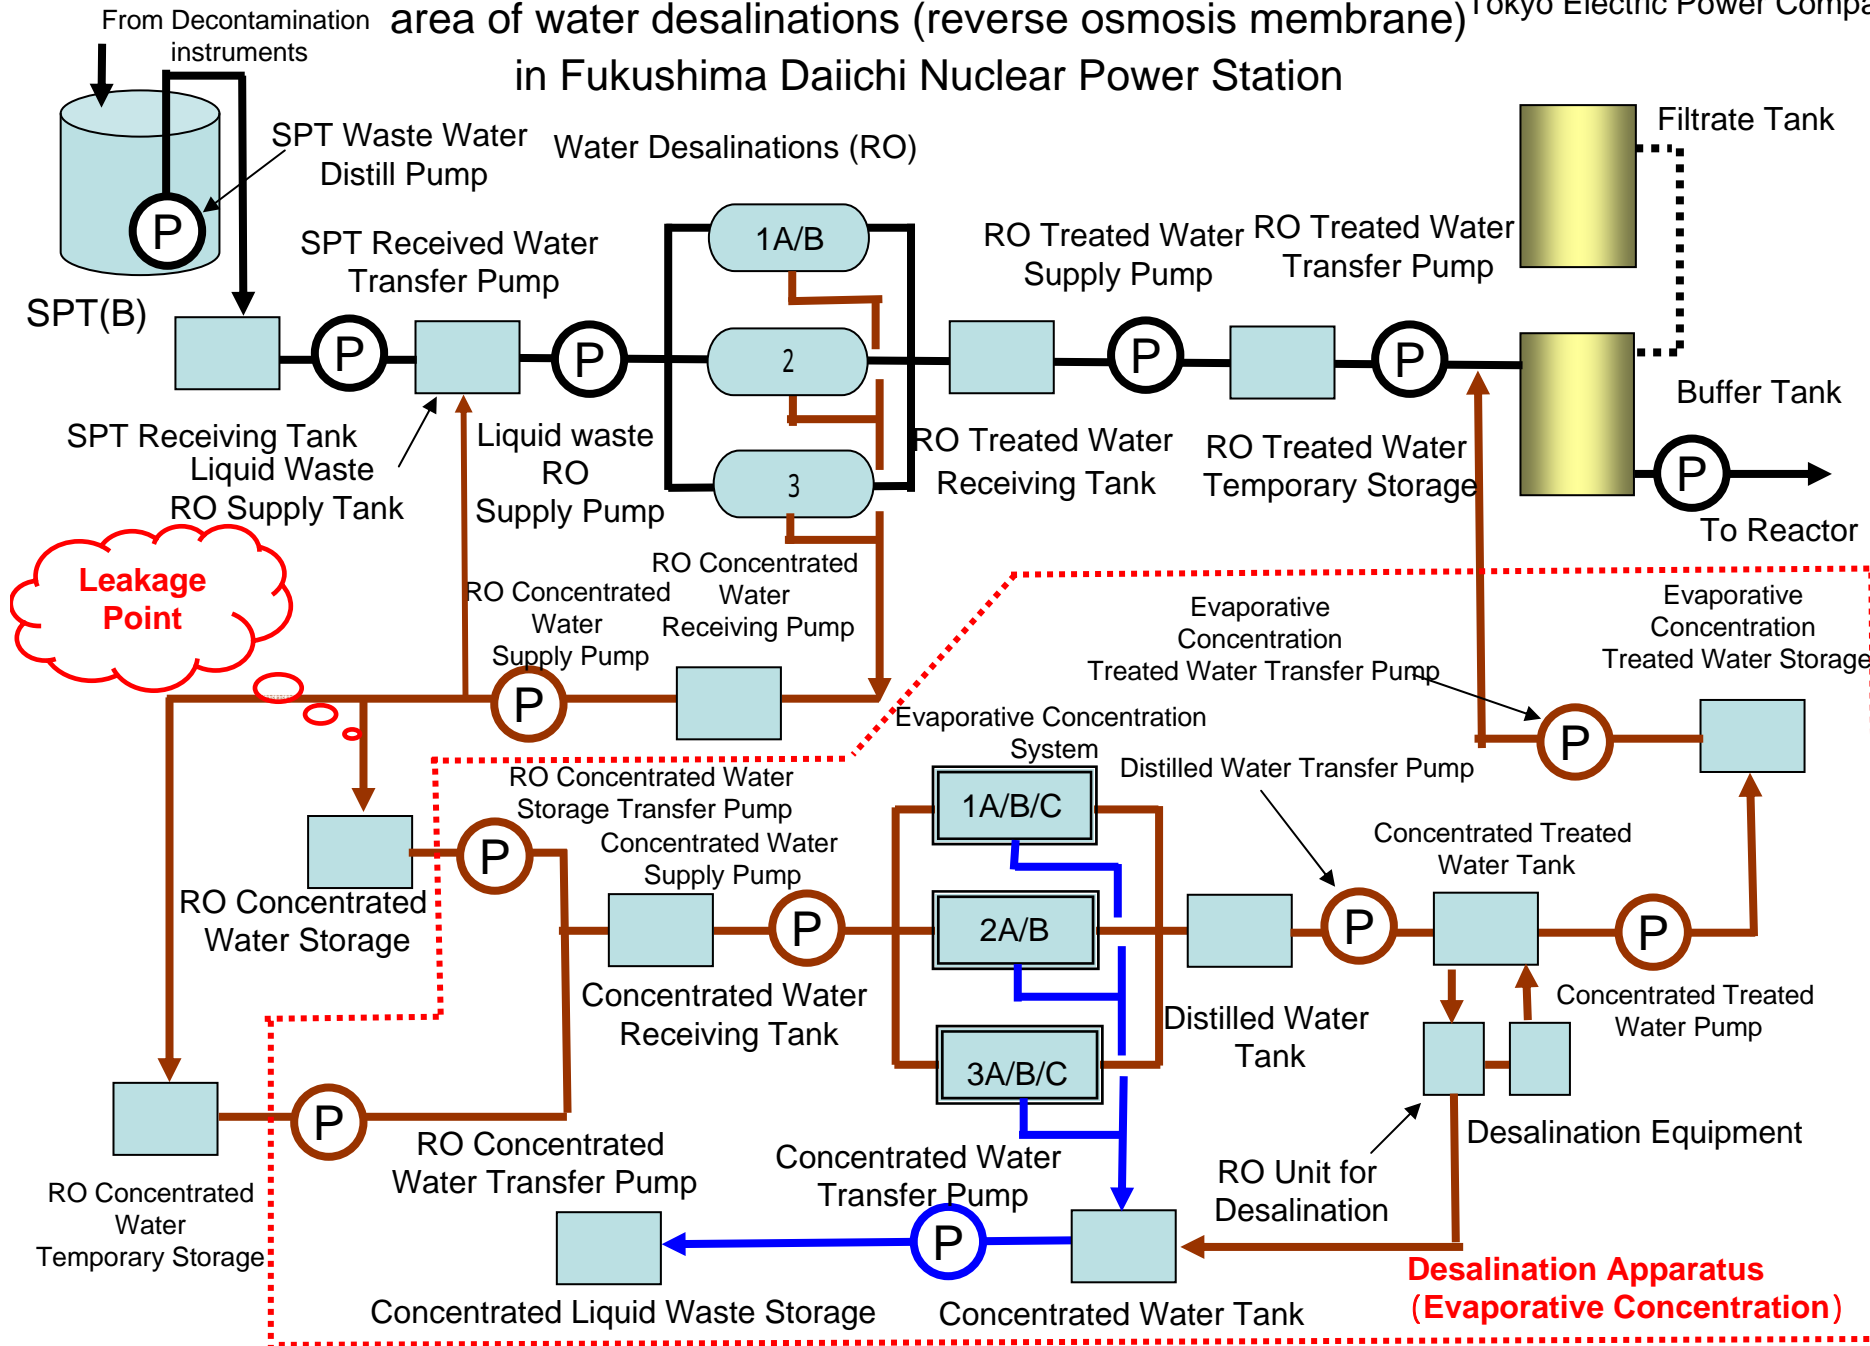 From Decontamination
instruments
area of water desalinations (reverse osmosis membrane)
Tokyo Electric Power Compa
in Fukushima Daiichi Nuclear Power Station
SPT Waste Water
Distill Pump
Water Desalinations (RO)
Filtrate Tank
P
SPT(B)
SPT Received Water
Transfer Pump
1A/B
RO Treated Water
Supply Pump
RO Treated Water
Transfer Pump
P
P
2
P
P
Buffer Tank
SPT Receiving Tank
Liquid Waste
RO Supply Tank
Liquid waste
RO
Supply Pump
3
RO Treated Water
Receiving Tank
RO Treated Water
Temporary Storage
P
To Reactor
Leakage
Point
RO Concentrated
Water
Supply Pump
RO Concentrated
Water
Receiving Pump
P
Evaporative
Concentration
Treated Water Transfer Pump
Evaporative
Concentration
Treated Water Storage
P
Evaporative Concentration
System
Distilled Water Transfer Pump
RO Concentrated Water
Storage Transfer Pump
P
Concentrated Water
Supply Pump
1A/B/C
Concentrated Treated
Water Tank
RO Concentrated
Water Storage
P
2A/B
P
P
Concentrated Water
Receiving Tank
Distilled Water
Tank
Concentrated Treated
Water Pump
3A/B/C
P
RO Concentrated
Water Transfer Pump
Concentrated Water
Transfer Pump
RO Unit for
Desalination
Desalination Equipment
RO Concentrated
Water
Temporary Storage
P
Concentrated Liquid Waste Storage
Concentrated Water Tank
Desalination Apparatus
(Evaporative Concentration)